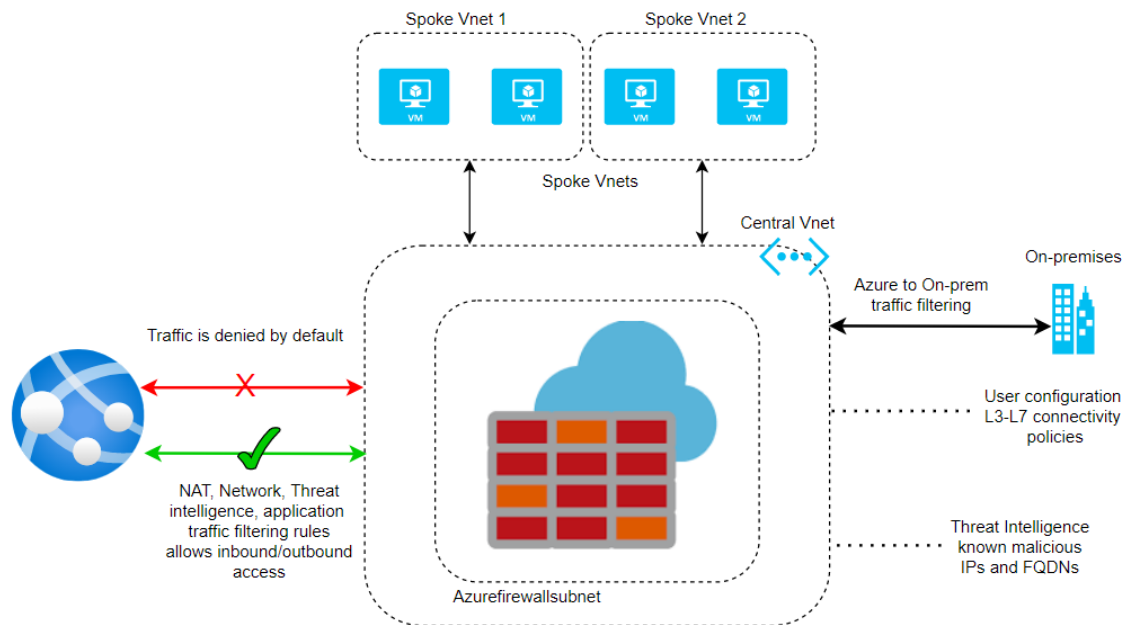 Spoke Vnet 1
Spoke Vnet 2
VM
VM
VM
VM
Spoke Vnets
Central Vnet
On-premises
Azure to On-prem
traffic filtering
Traffic is denied by default
X
User configuration
L3-L7 connectivity
policies
NAT, Network, Threat
intelligence, application
traffic filtering rules
allows inbound/outbound
access
Threat Intelligence
known malicious
IPs and FQDNs
Azurefirewallsubnet